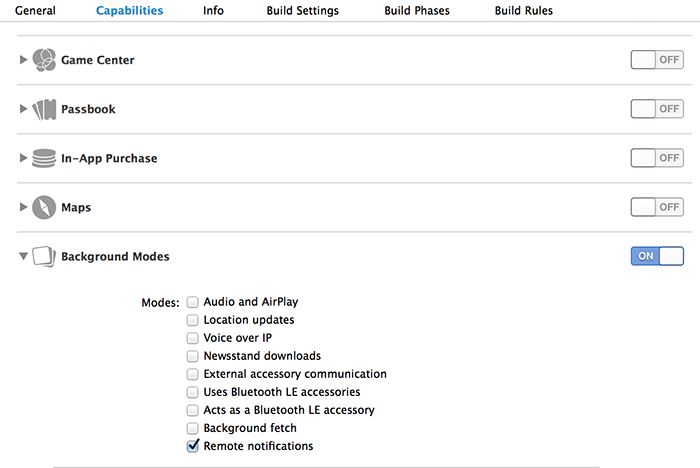 General Capabilities Info Build Settings Build Phases Build Rules
Game Center OFF
Passbook OFF
In-App Purchase OFF
Maps OFF
Background Modes ON
Modes: Audio and AirPlay
Location updates
Voice over IP
Newsstand downloads
External accessory communication
Uses Bluetooth LE accessories
Acts as a Bluetooth LE accessory
Background fetch
Remote notifications